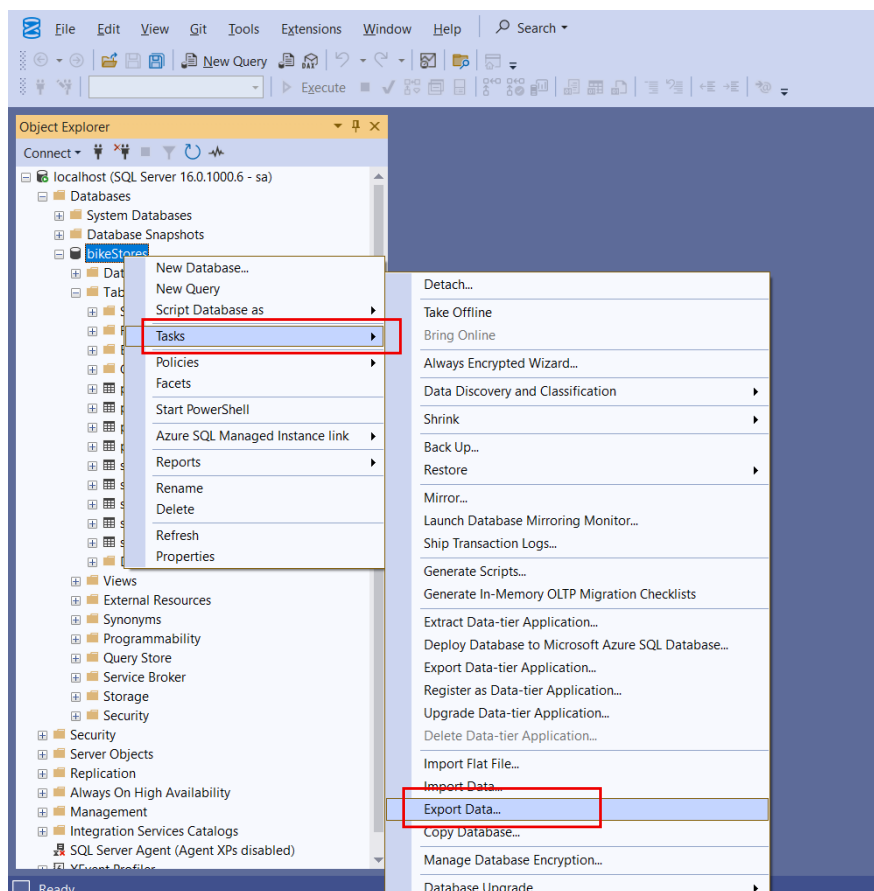 File Edit View Git Tools Extensions Window Help Search
New Query DAX
Execute
Object Explorer
Connect
localhost (SQL Server 16.0.1000.6 - sa)
Databases
System Databases
Database Snapshots
bikeStores
Dat
Tab
Views
External Resources
Synonyms
Programmability
Query Store
Service Broker
Storage
Security
Security
Server Objects
Replication
Always On High Availability
Management
Integration Services Catalogs
SQL Server Agent (Agent XPs disabled)
XEvent Profiler
Ready
New Database...
New Query
Script Database as
Tasks
Policies
Facets
Start PowerShell
Azure SQL Managed Instance link
Reports
Rename
Delete
Refresh
Properties
Detach...
Take Offline
Bring Online
Always Encrypted Wizard...
Data Discovery and Classification
Shrink
Back Up...
Restore
Mirror...
Launch Database Mirroring Monitor...
Ship Transaction Logs...
Generate Scripts...
Generate In-Memory OLTP Migration Checklists
Extract Data-tier Application...
Deploy Database to Microsoft Azure SQL Database...
Export Data-tier Application...
Register as Data-tier Application...
Upgrade Data-tier Application...
Delete Data-tier Application...
Import Flat File...
Import Data...
Export Data...
Copy Database...
Manage Database Encryption...
Database Upgrade